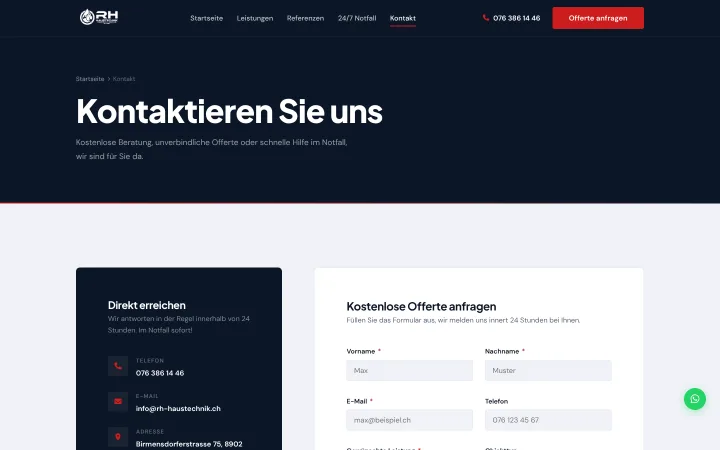 RH
Startseite
Leistungen
Referenzen
24/7 Notfall
Kontakt
076 386 14 46
Offerte anfragen
Startseite > Kontakt
Kontaktieren Sie uns
Kostenlose Beratung, unverbindliche Offerte oder schnelle Hilfe im Notfall,
wir sind für Sie da.
Direkt erreichen
Wir antworten in der Regel innerhalb von 24
Stunden. Im Notfall sofort!
TELEFON
076 386 14 46
E-MAIL
info@rh-haustechnik.ch
ADRESSE
Birmensdorferstrasse 75, 8902
Kostenlose Offerte anfragen
Füllen Sie das Formular aus, wir melden uns innert 24 Stunden bei Ihnen.
Vorname *
Nachname *
Max
Muster
E-Mail *
Telefon
max@beispiel.ch
076 123 45 67